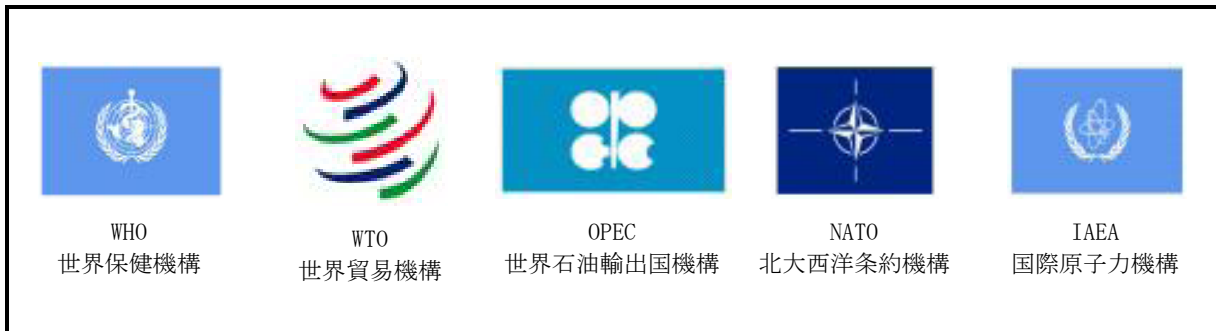 WHO
世界保健機構
WTO
世界貿易機構
OPEC
世界石油輸出国機構
NATO
北大西洋条約機構
IAEA
国際原子力機構